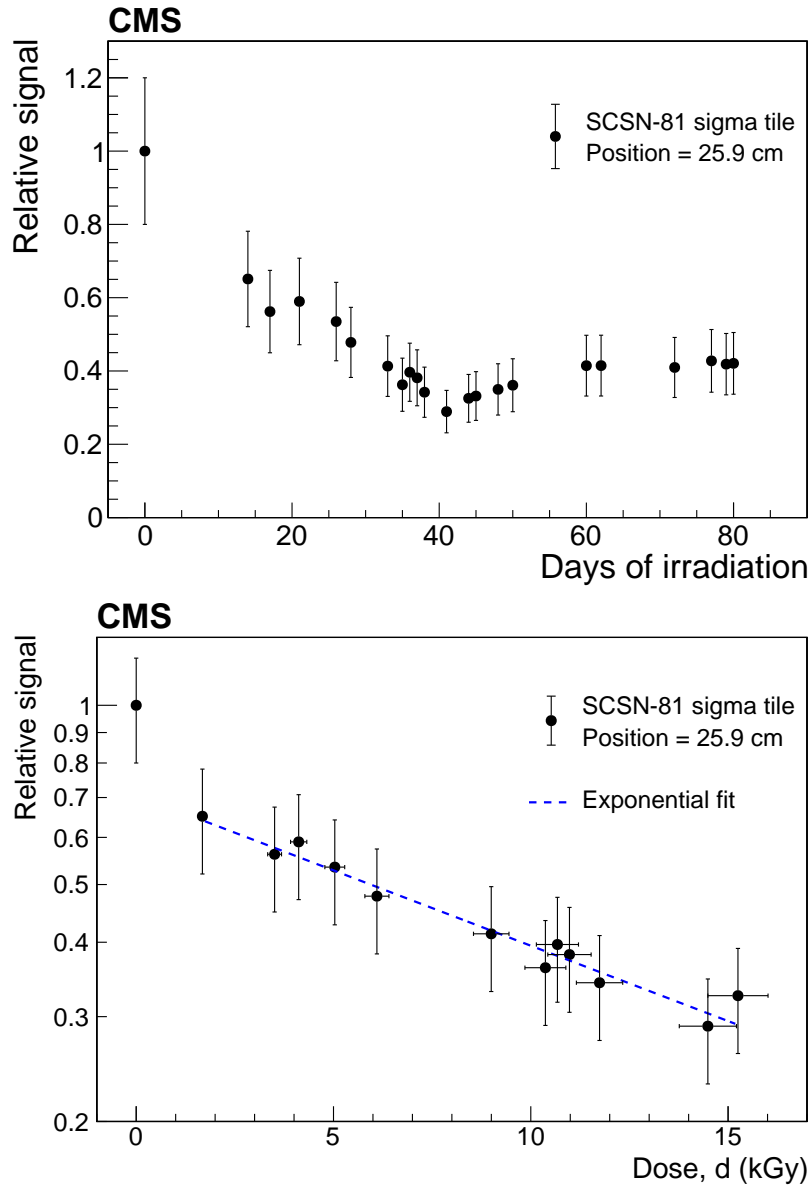 CMS
Relative signal
1.2
1
0.8
0.6
0.4
0.2
0
SCSN-81 sigma tile
Position = 25.9 cm
0 20 40 60 80
Days of irradiation
CMS
Relative signal
1
0.9
0.8
0.7
0.6
0.5
0.4
0.3
0.2
SCSN-81 sigma tile
Position = 25.9 cm
Exponential fit
0 5 10 15
Dose, d (kGy)